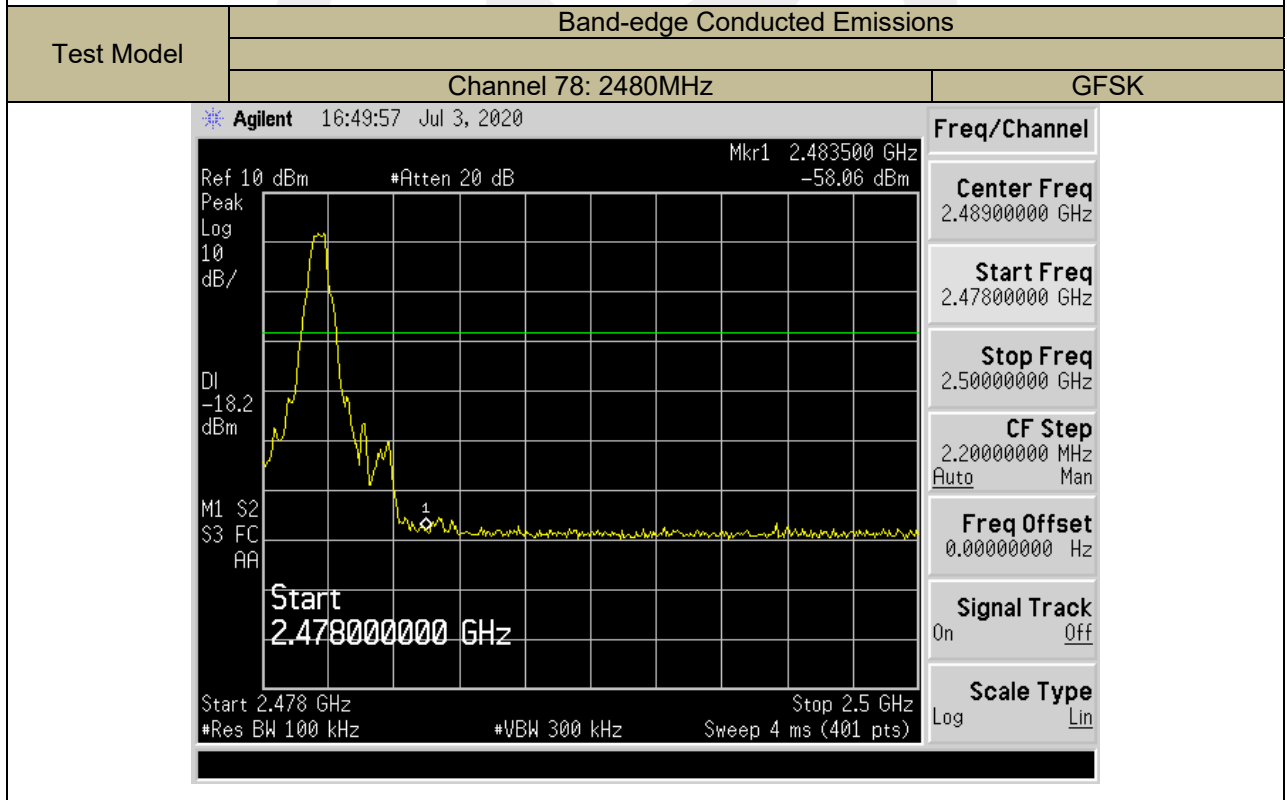 Test Model
Band-edge Conducted Emissions
Channel 78: 2480MHz
GFSK
Agilent 16:49:57 Jul 3, 2020
Mkr1 2.483500 GHz
Ref 10 dBm #Atten 20 dB -58.06 dBm
Peak
Log
10
dB/
DI
-18.2
dBm
M1 S2
S3 FC
AA
1
Start
2.478000000 GHz
Start 2.478 GHz Stop 2.5 GHz
#Res BW 100 kHz #VBW 300 kHz Sweep 4 ms (401 pts)
Freq/Channel
Center Freq
2.48900000 GHz
Start Freq
2.47800000 GHz
Stop Freq
2.50000000 GHz
CF Step
2.20000000 MHz
Auto Man
Freq Offset
0.00000000 Hz
Signal Track
On Off
Scale Type
Log Lin